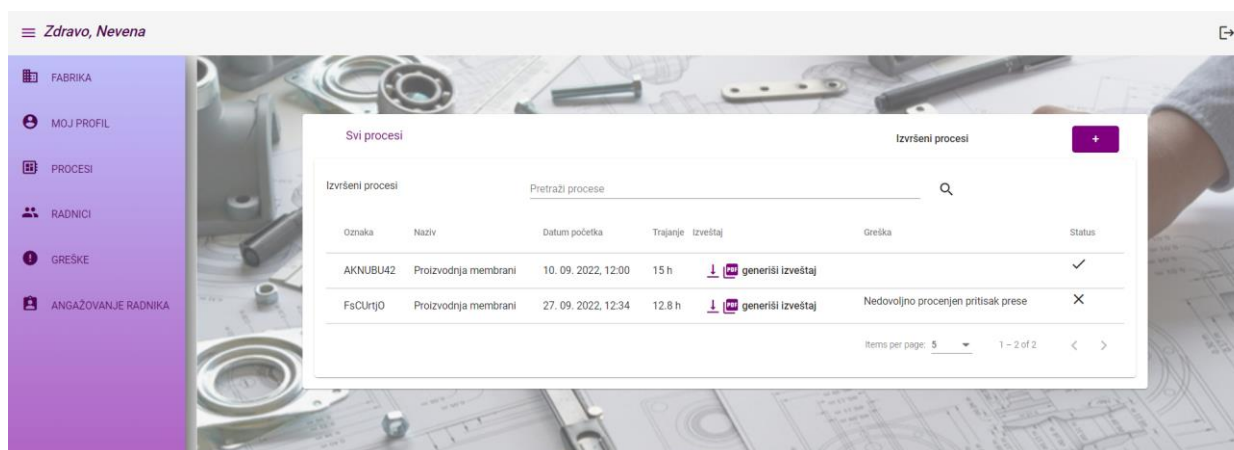 Zdravo, Nevena
FABRIKA
MOJ PROFIL
PROCESI
RADNICI
GREŠKE
ANGAŽOVANJE RADNIKA
Svi procesi
Izvršeni procesi
+
Izvršeni procesi
Pretraži procese
Oznaka Naziv Datum početka Trajanje Izveštaj Greška Status
AKNUBU42 Proizvodnja membrani 10. 09. 2022, 12:00 15 h PDF generiši izveštaj
FsCUrtjO Proizvodnja membrani 27. 09. 2022, 12:34 12.8 h PDF generiši izveštaj Nedovoljno procenjen pritisak prese
Items per page: 5 1 – 2 of 2